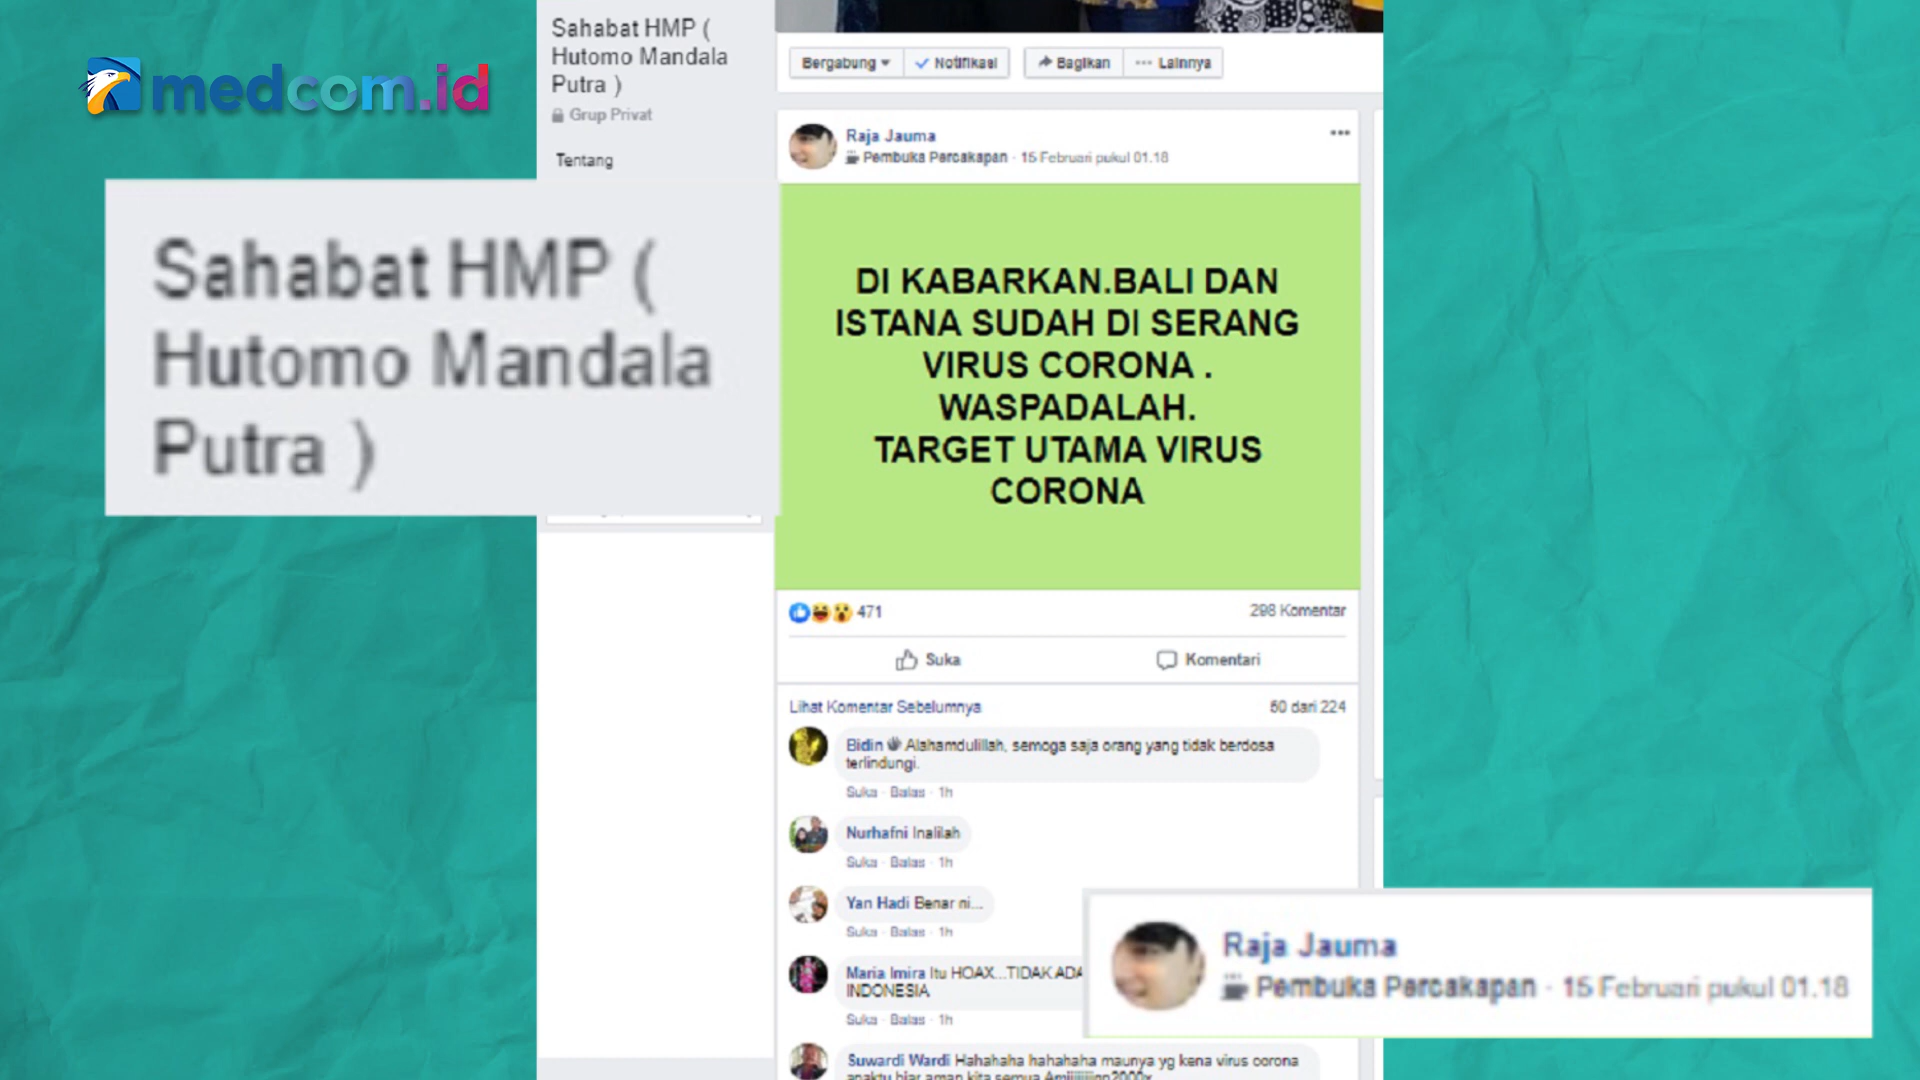 medcom.id
Sahabat HMP (
Hutomo Mandala
Putra )
Grup Privat
Tentang
Sahabat HMP (
Hutomo Mandala
Putra )
Bergabung
Notifikasi
Bagikan
Lainnya
Raja Jauma
Pembuka Percakapan · 15 Februari pukul 01.18
DI KABARKAN.BALI DAN
ISTANA SUDAH DI SERANG
VIRUS CORONA .
WASPADALAH.
TARGET UTAMA VIRUS
CORONA
471
298 Komentar
Suka
Komentari
Lihat Komentar Sebelumnya
50 dari 224
Bidin Alahamdulillah, semoga saja orang yang tidak berdosa
terlindungi.
Suka · Balas · 1h
Nurhafni Inalilah
Suka · Balas · 1h
Yan Hadi Benar ni...
Suka · Balas · 1h
Maria Imira Itu HOAX...TIDAK ADA
INDONESIA
Suka · Balas · 1h
Suwardi Wardi Hahahaha hahahaha maunya yg kena virus corona
Raja Jauma
Pembuka Percakapan · 15 Februari pukul 01.18